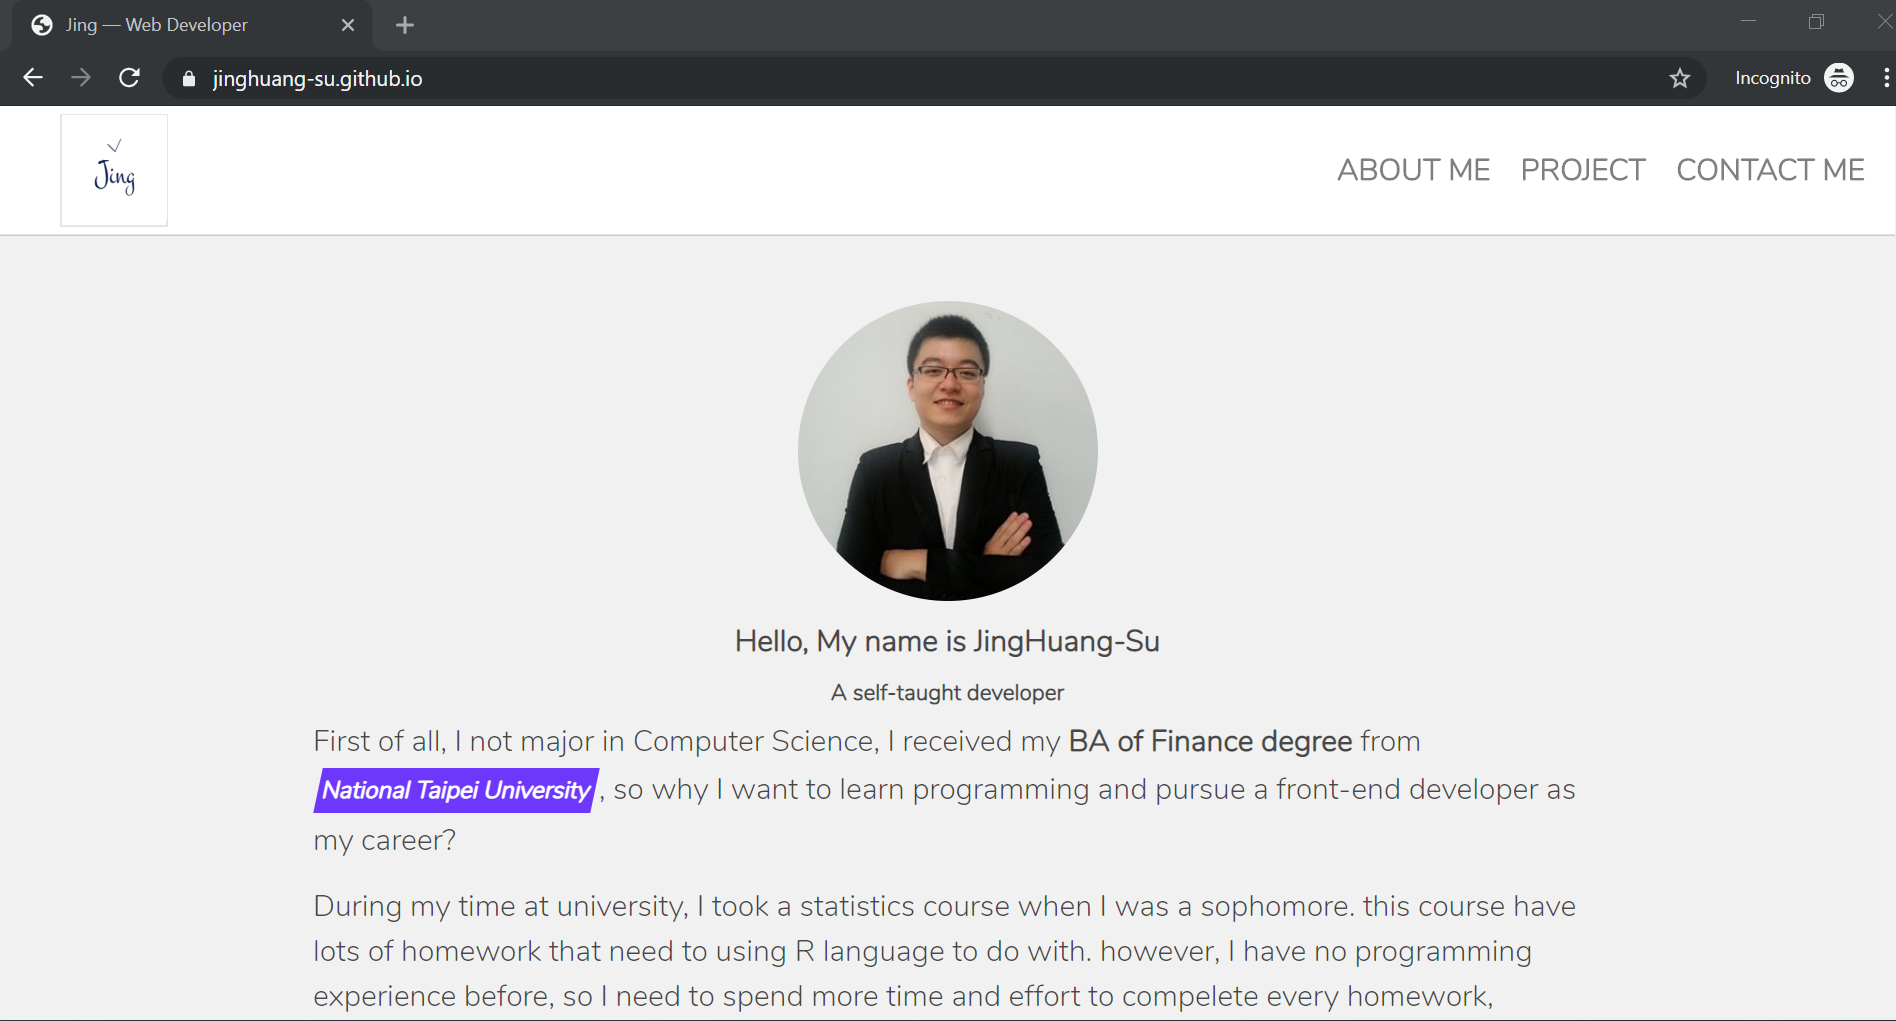 Jing — Web Developer
jinghuang-su.github.io
Incognito
Jing
ABOUT ME PROJECT CONTACT ME
Hello, My name is JingHuang-Su
A self-taught developer
First of all, I not major in Computer Science, I received my BA of Finance degree from
National Taipei University , so why I want to learn programming and pursue a front-end developer as
my career?
During my time at university, I took a statistics course when I was a sophomore. this course have
lots of homework that need to using R language to do with. however, I have no programming
experience before, so I need to spend more time and effort to compelete every homework,